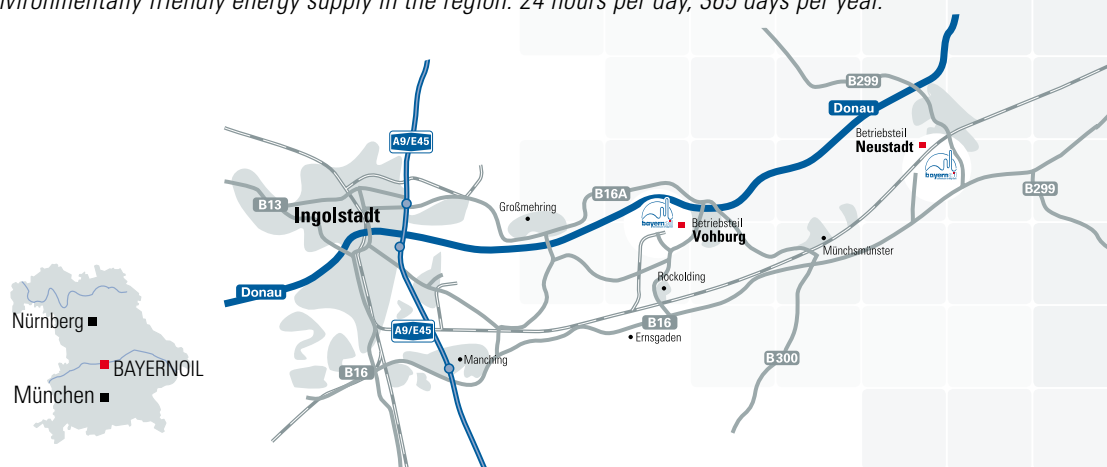 nvironmentally friendly energy supply in the region. 24 hours per day, 365 days per year.
B299
Donau
A9/E45
Betriebsteil
Neustadt
bayernoil
B299
B13
Ingolstadt
Großmehring
B16A
bayernoil
Betriebsteil
Vohburg
Münchsmünster
Rockolding
Donau
Nürnberg
A9/E45
B16
Ernsgaden
B300
BAYERNOIL
Manching
B16
München